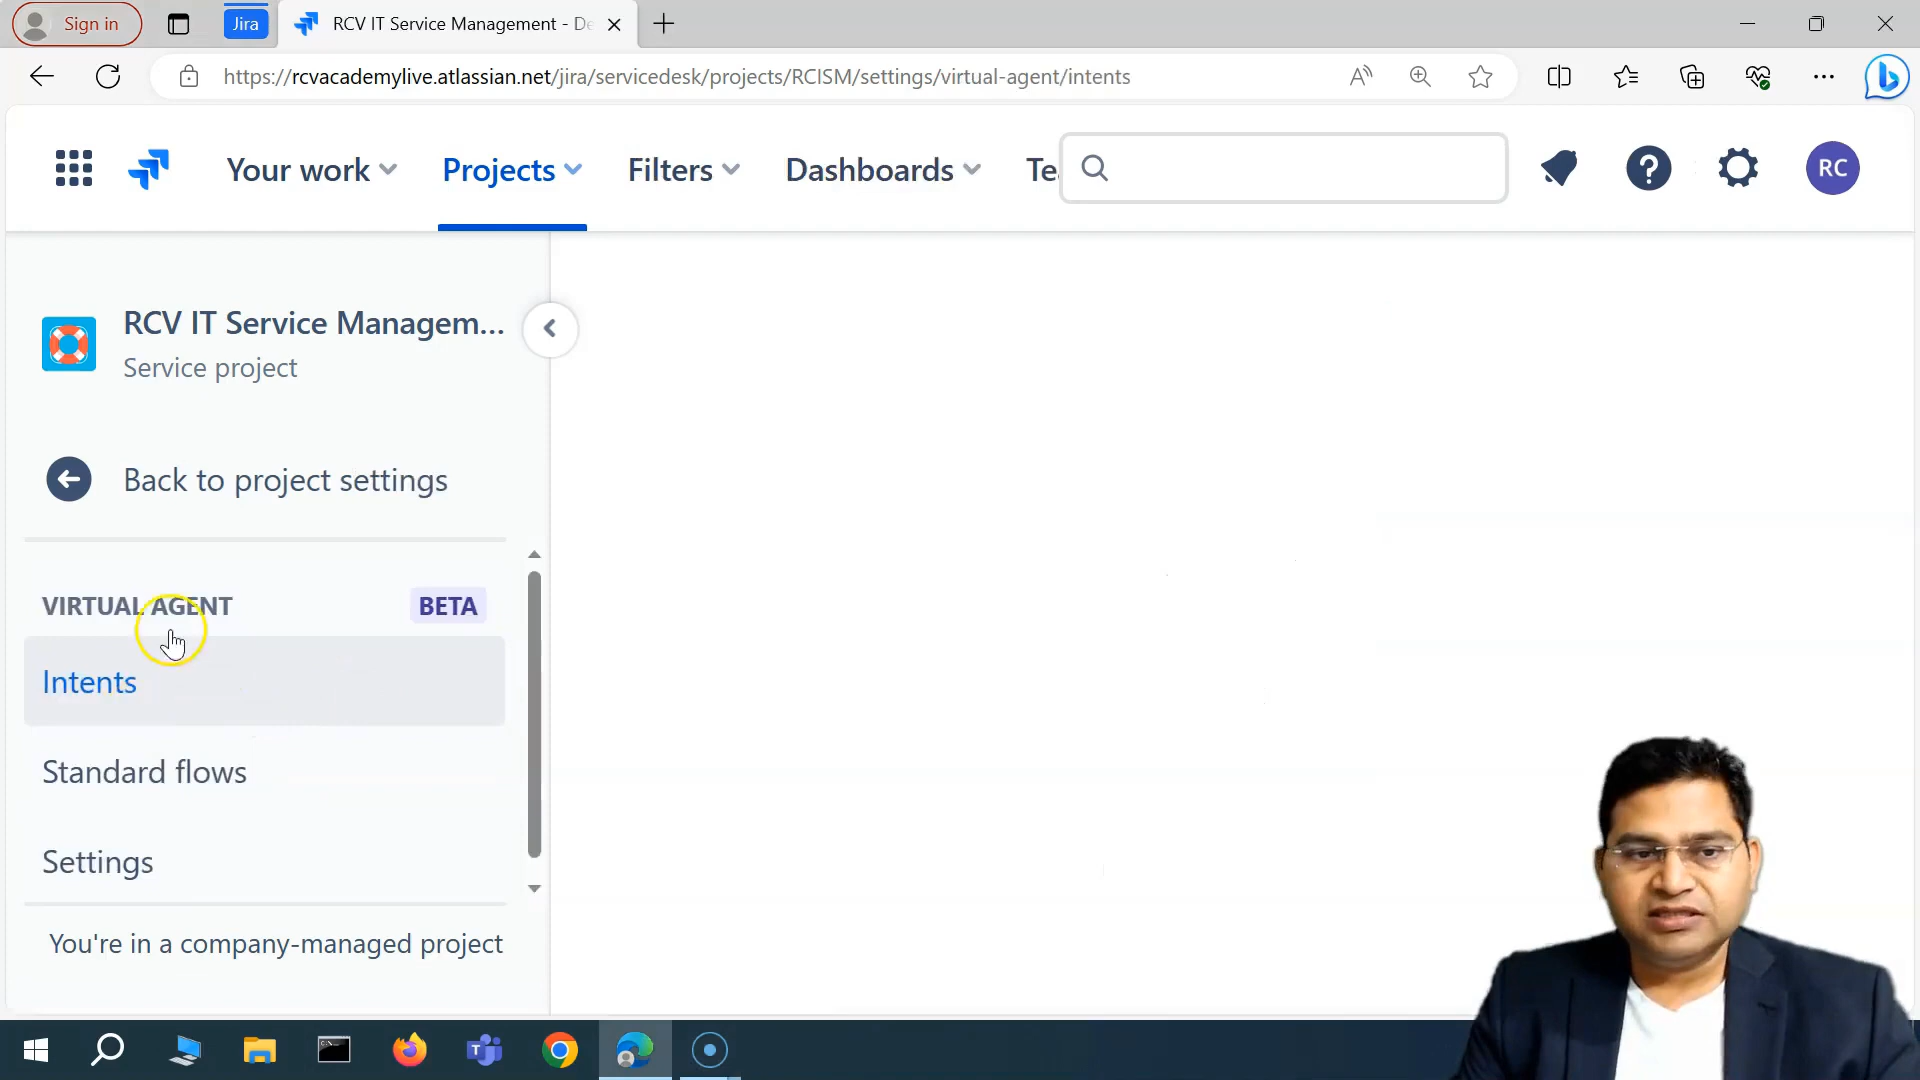 Sign in
Jira
RCV IT Service Management - De
https://rcvacademylive.atlassian.net/jira/servicedesk/projects/RCISM/settings/virtual-agent/intents
Your work
Projects
Filters
Dashboards
Te
RC
RCV IT Service Managem...
Service project
Back to project settings
VIRTUAL AGENT
BETA
Intents
Standard flows
Settings
You're in a company-managed project